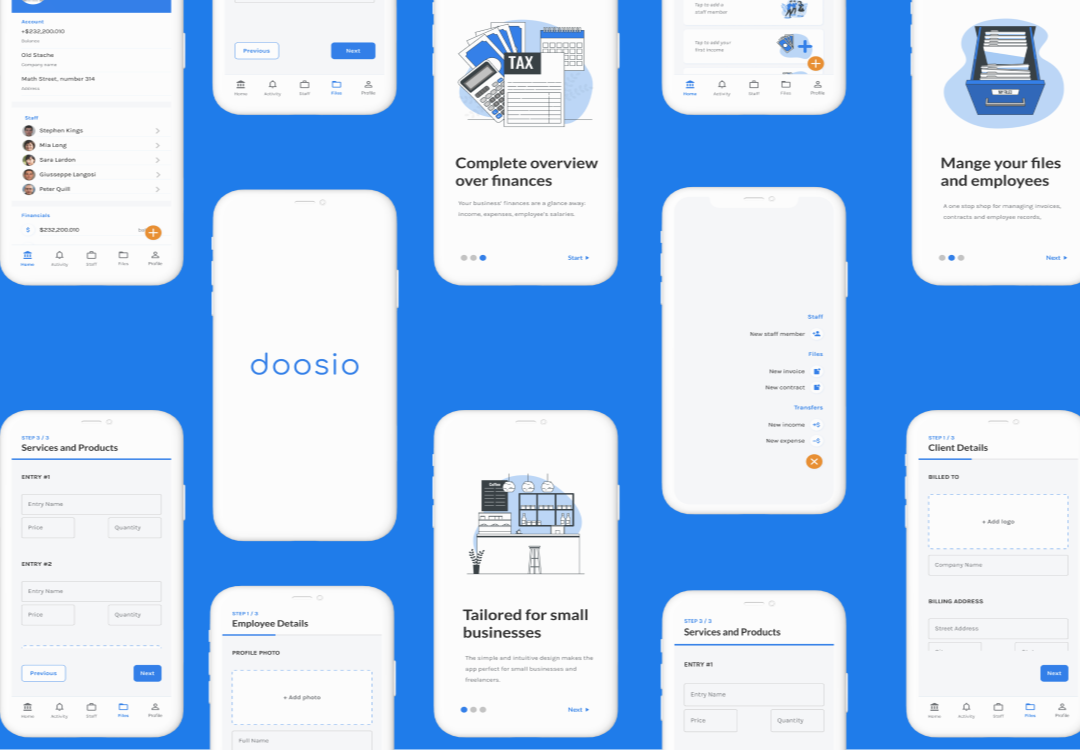 Account
+$232,200.010
Balance
Old Stache
Company name
Math Street, number 314
Address
Staff
Stephen Kings
Mia Long
Sara Lardon
Giusseppe Langosi
Peter Quill
Financials
$ $232,200.010
Home Activity Staff Files Profile
STEP 3 / 3
Services and Products
ENTRY #1
Entry Name
Price Quantity
ENTRY #2
Entry Name
Price Quantity
Previous Next
Home Activity Staff Files Profile
Previous Next
Home Activity Staff Files Profile
doosio
STEP 1 / 3
Employee Details
PROFILE PHOTO
+ Add photo
Full Name
TAX
Complete overview
over finances
Your business' finances are a glance away:
income, expenses, employee's salaries.
Start
Coffee
Tailored for small
businesses
The simple and intuitive design makes the
app perfect for small businesses and
freelancers.
Next
Tap to add a
staff member
Tap to add your
first income
Home Activity Staff Files Profile
Staff
New staff member
Files
New invoice
New contract
Transfers
New income +$
New expense -$
STEP 3 / 3
Services and Products
ENTRY #1
Entry Name
Price Quantity
Mange your files
and employees
A one stop shop for managing invoices,
contracts and employee records,
Next
STEP 1 / 3
Client Details
BILLED TO
+ Add logo
Company Name
BILLING ADDRESS
Street Address
Next
Home Activity Staff Files Profile